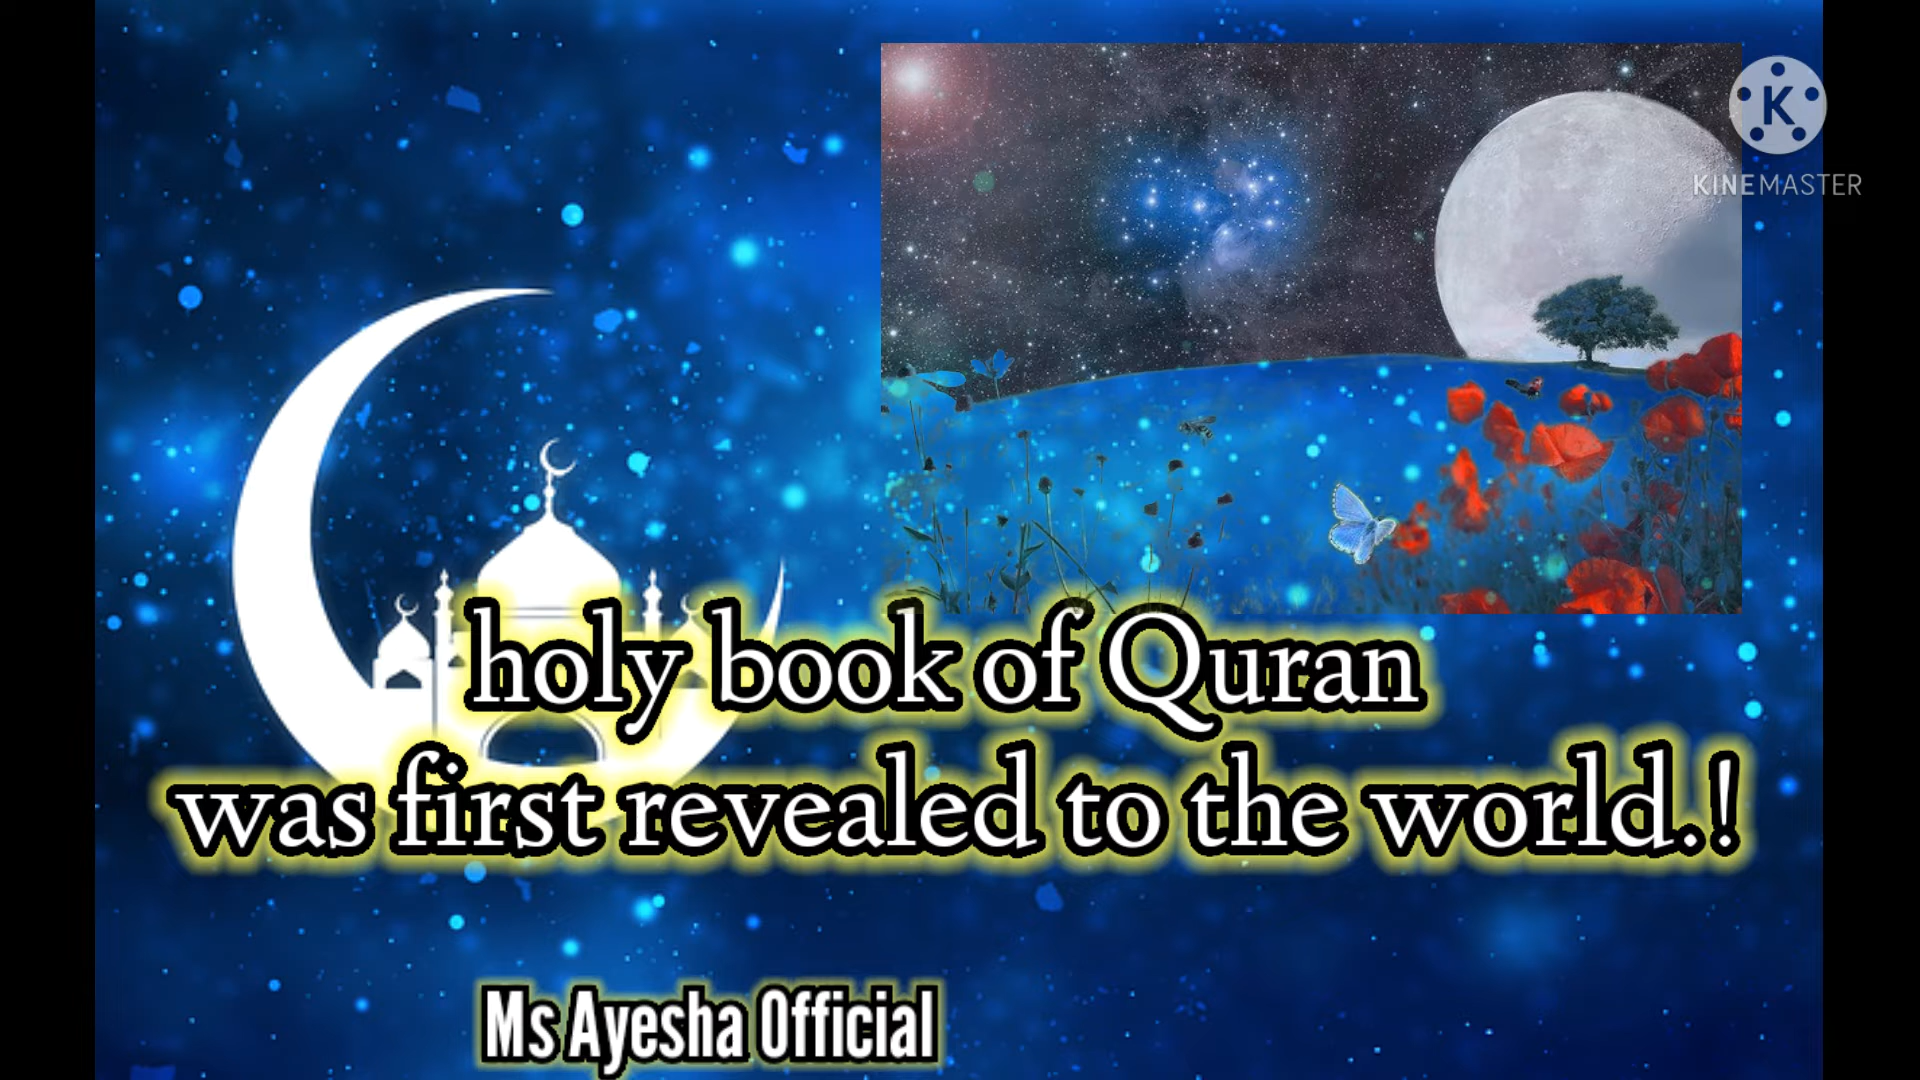 K
KINEMASTER
holy book of Quran
was first revealed to the world.!
Ms Ayesha Official